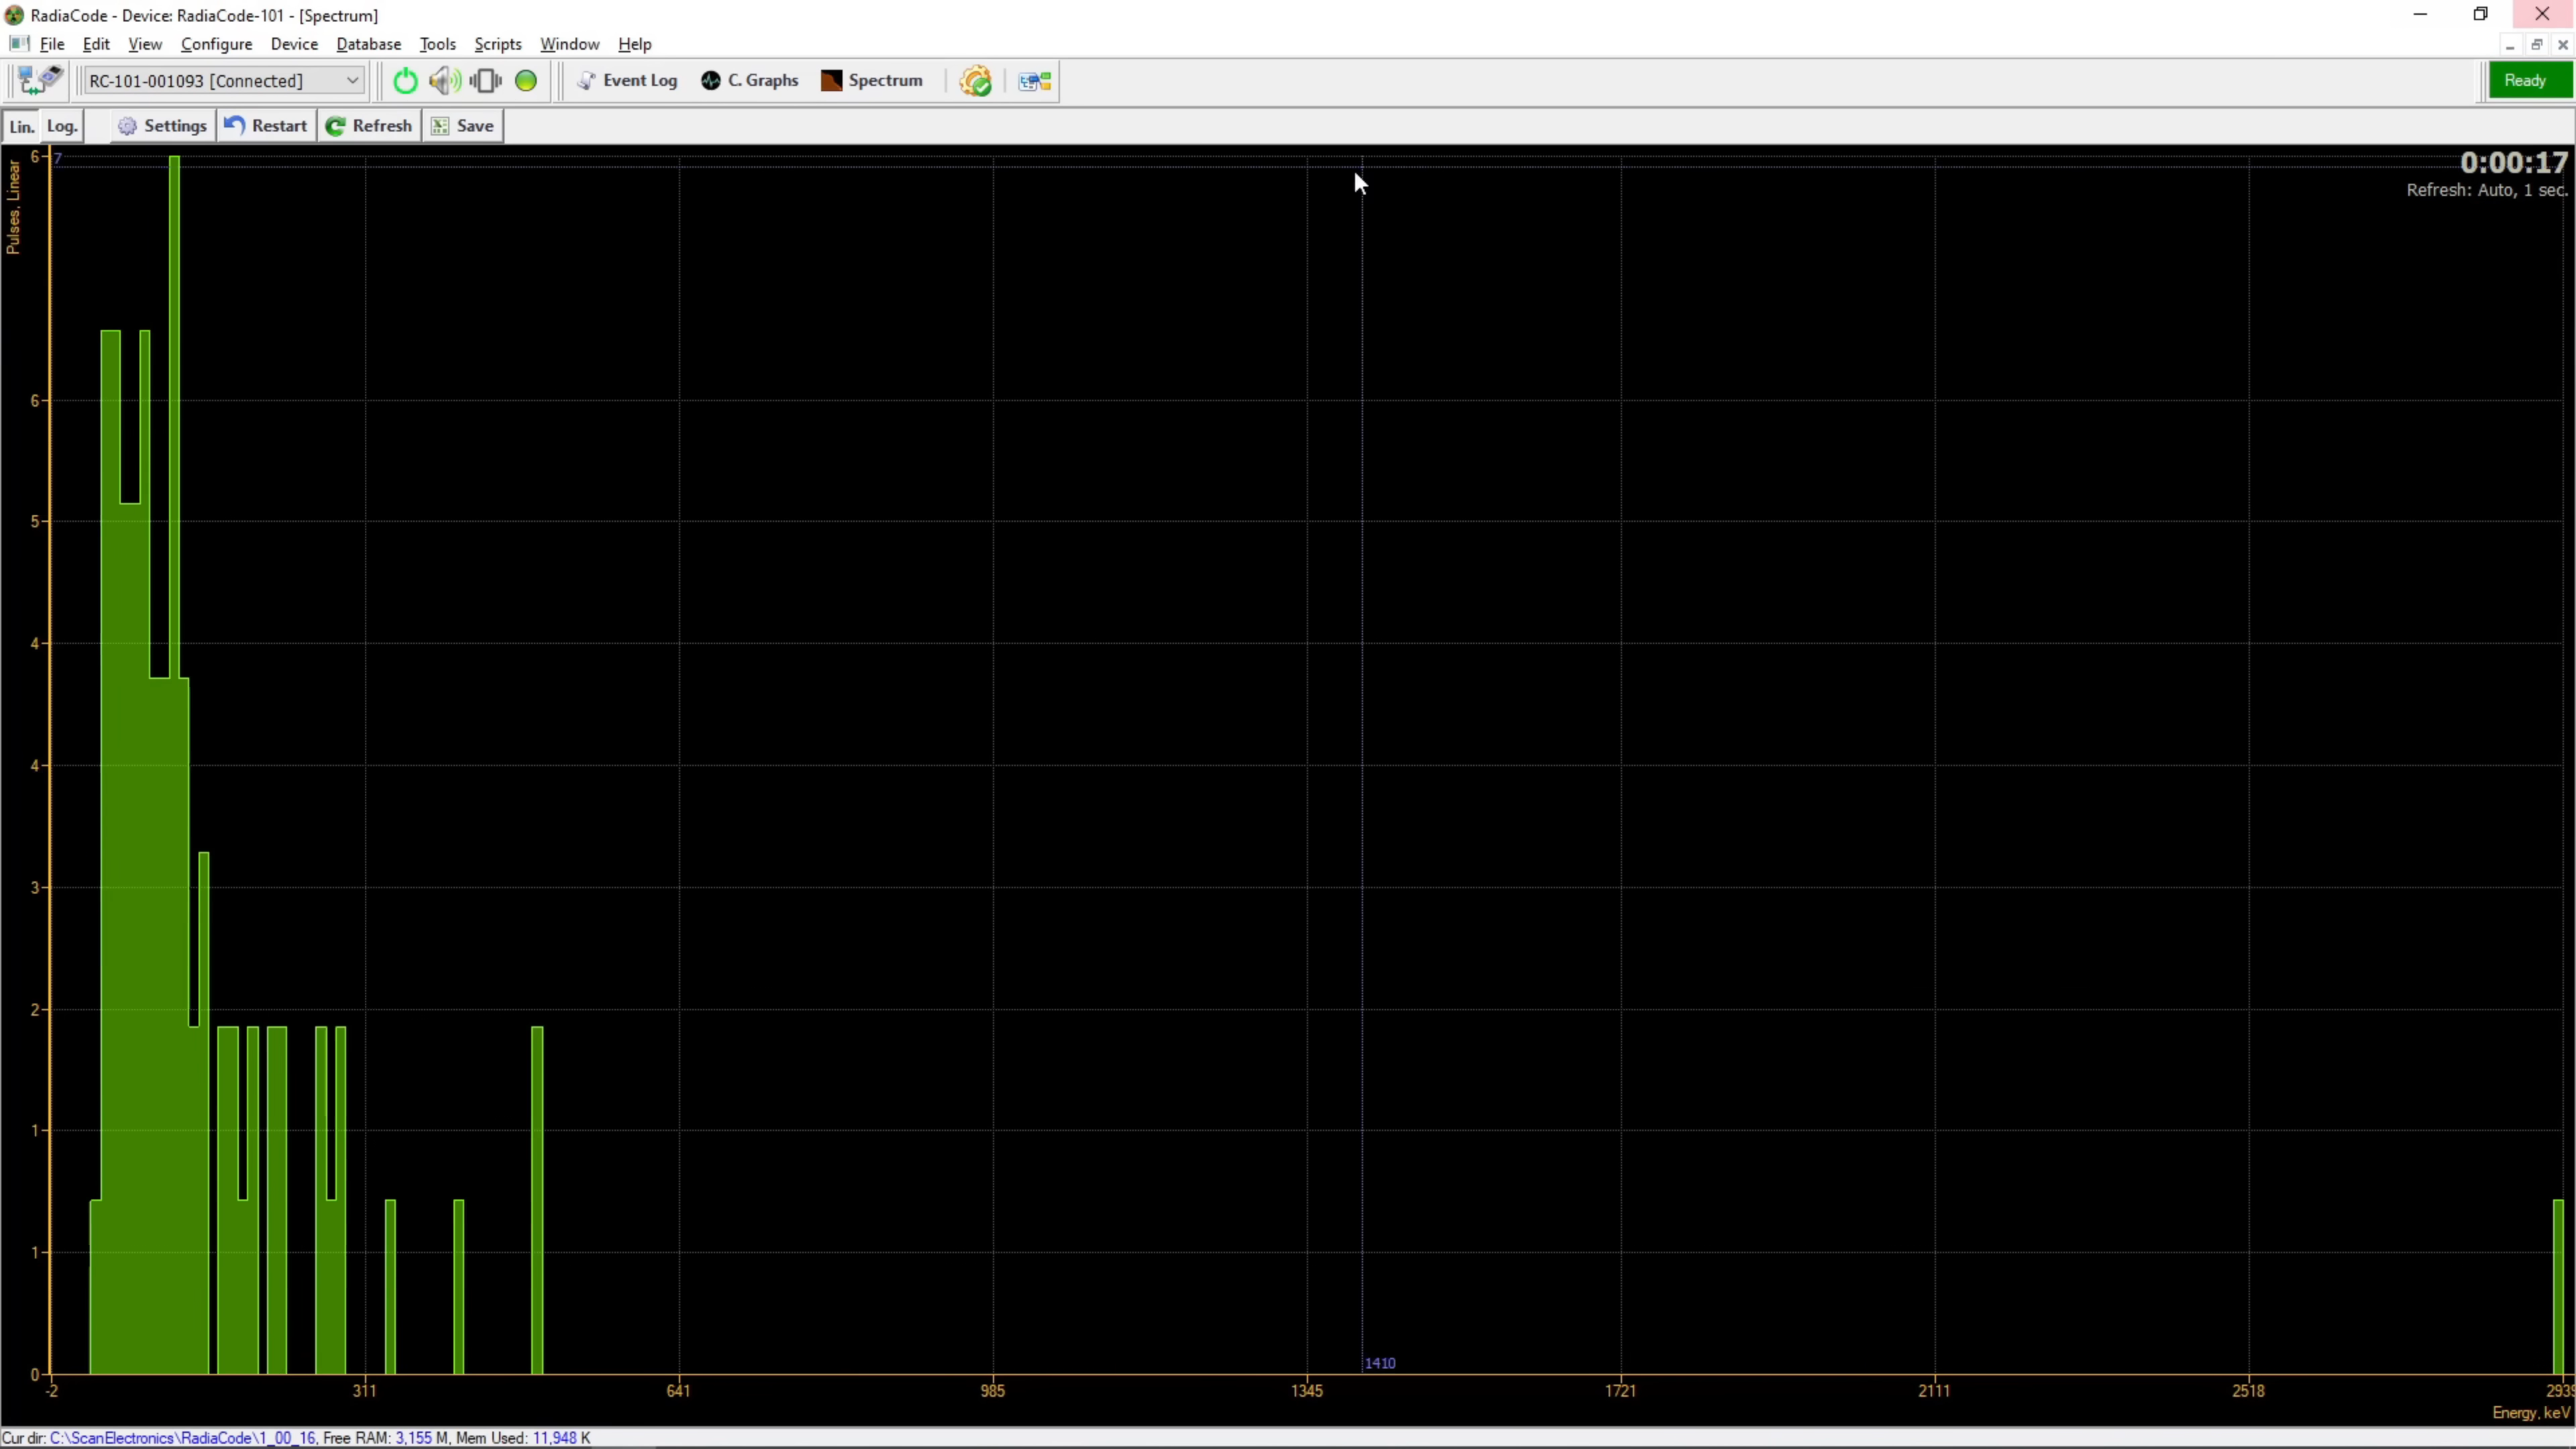 RadiaCode - Device: RadiaCode-101 - [Spectrum]
File Edit View Configure Device Database Tools Scripts Window Help
RC-101-001093 [Connected] Event Log C. Graphs Spectrum Ready
Lin. Log. Settings Restart Refresh Save
Pulses, Linear
6
7
0:00:17
Refresh: Auto, 1 sec.
6
5
4
4
3
2
1
1
0
1410
-2 311 641 985 1345 1721 2111 2518 2939
Energy, keV
Cur dir: C:\ScanElectronics\RadiaCode\1_00_16, Free RAM: 3,155 M, Mem Used: 11,948 K